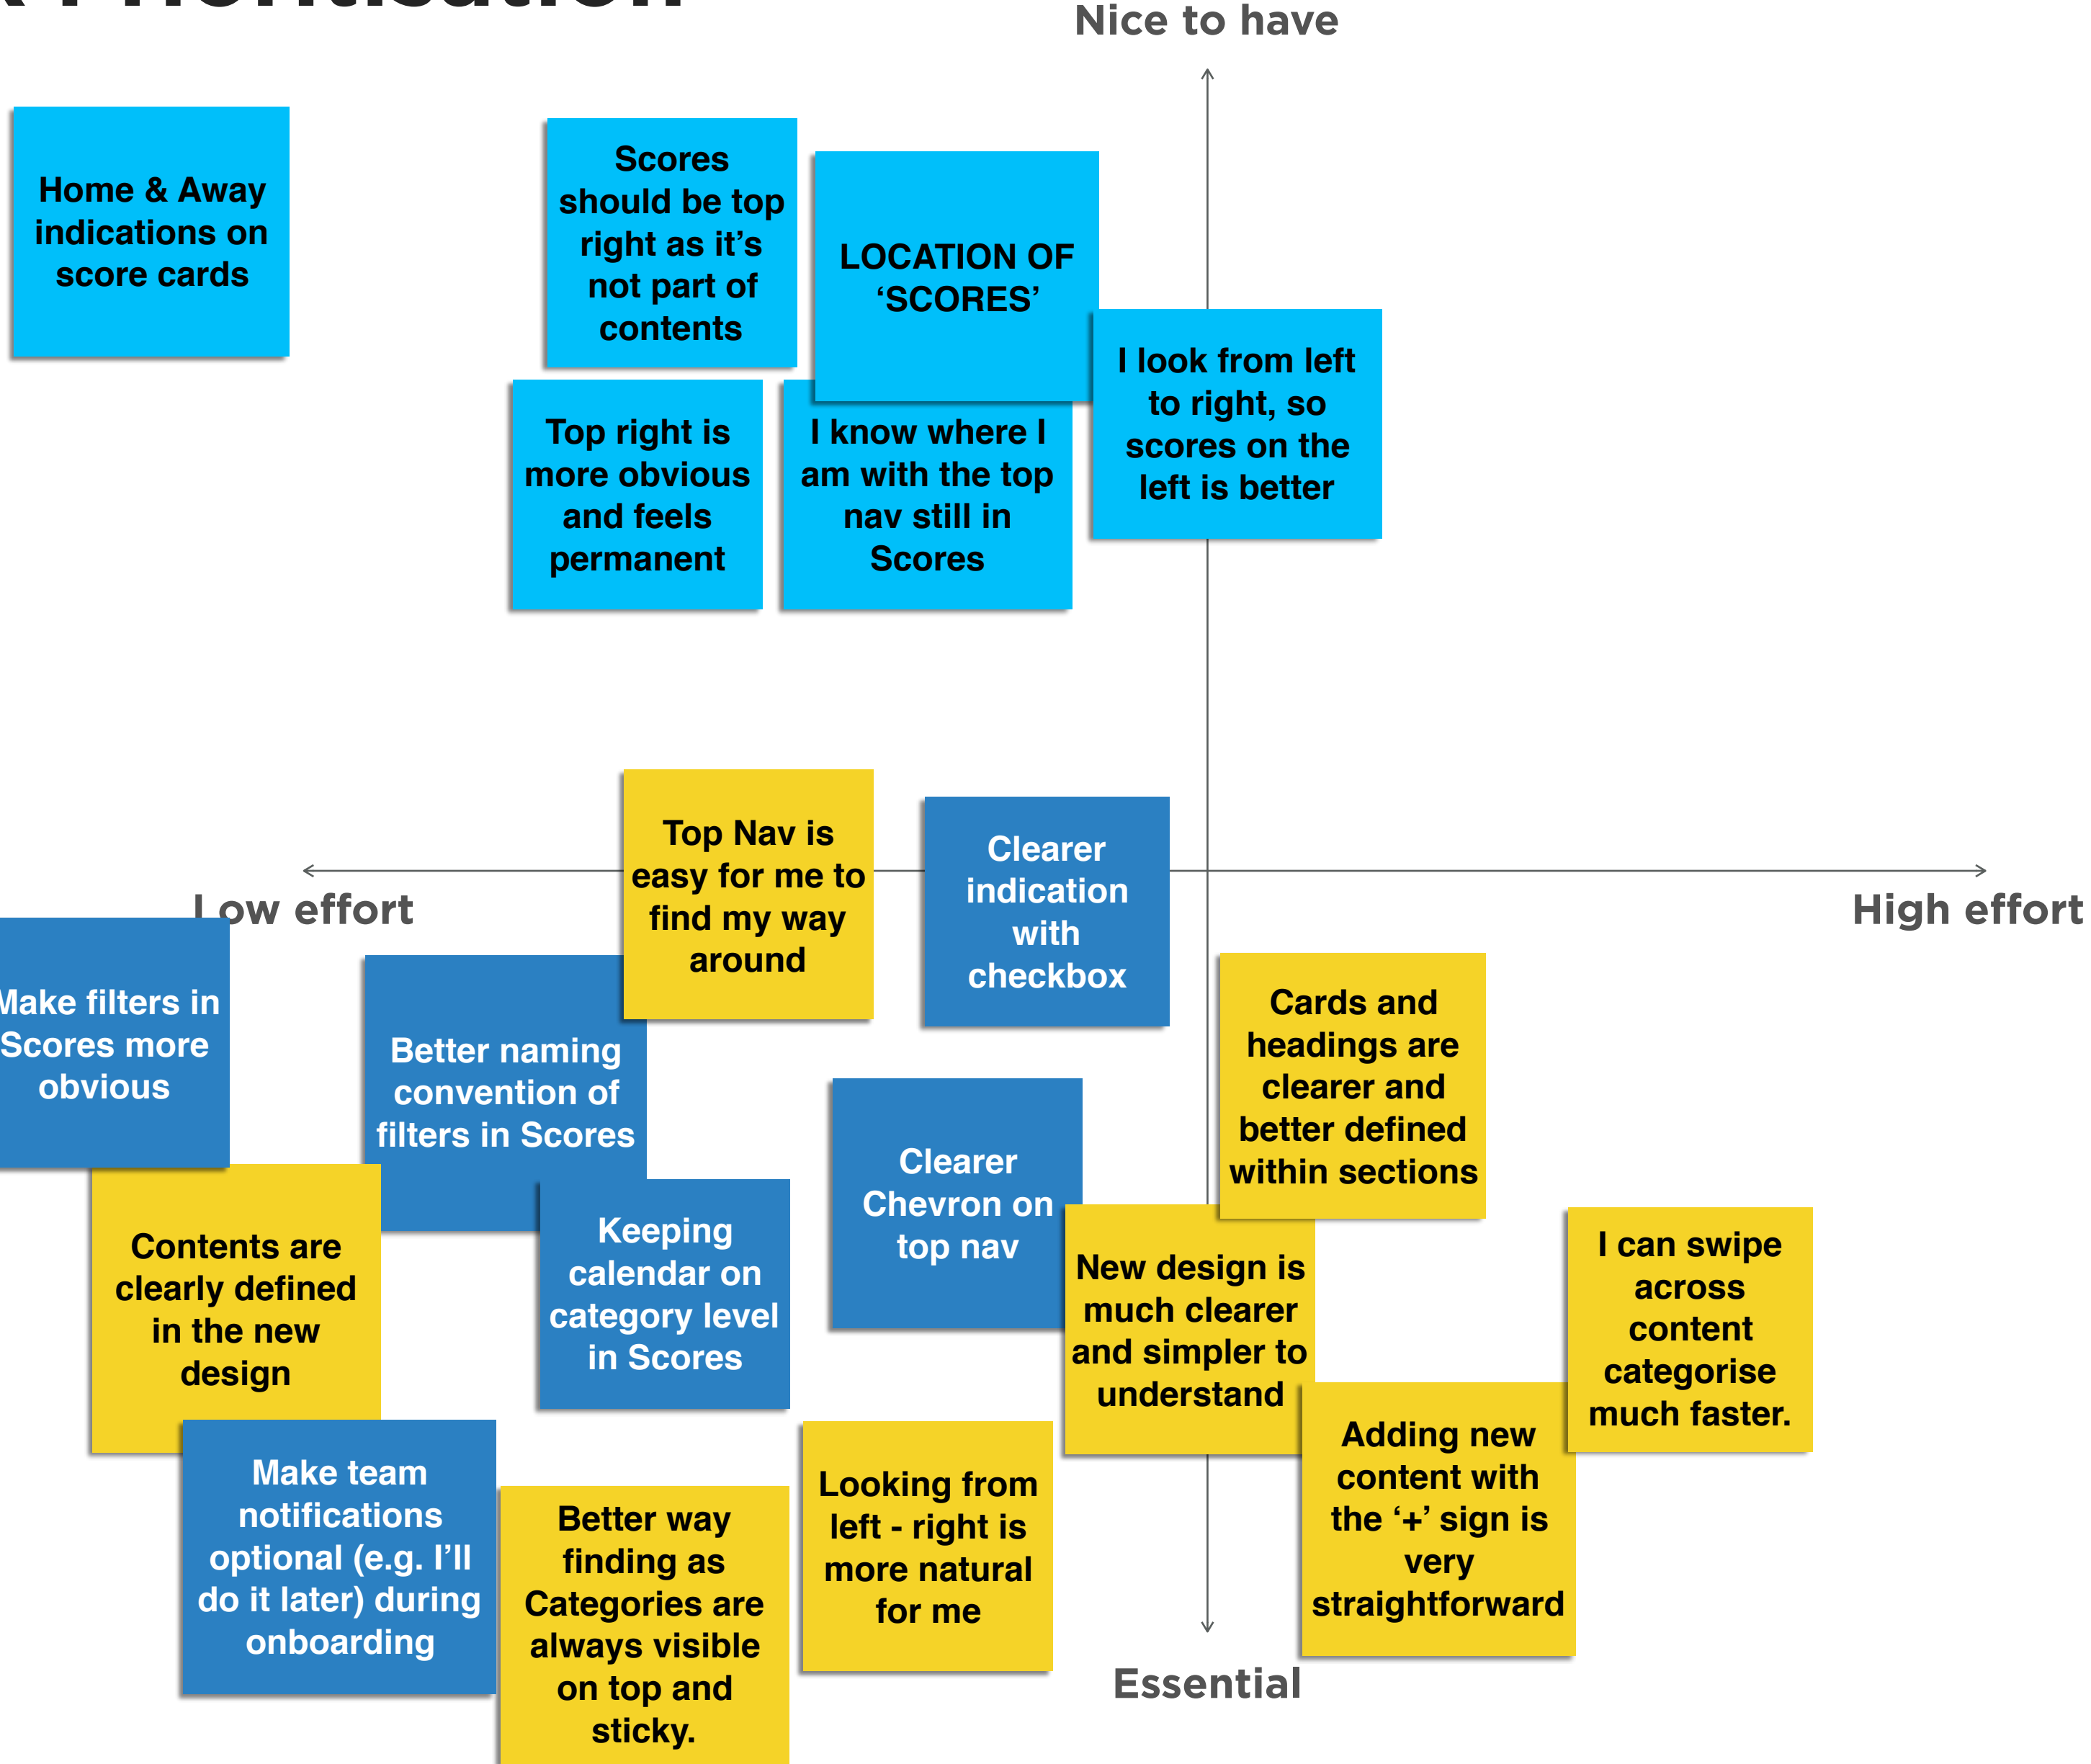 Prioritisation
Nice to have
Home & Away
indications on
score cards
Scores
should be top
right as it's
not part of
contents
LOCATION OF
‘SCORES’
I look from left
to right, so
scores on the
left is better
Top right is
more obvious
and feels
permanent
I know where I
am with the top
nav still in
Scores
Top Nav is
easy for me to
find my way
around
Clearer
indication
with
checkbox
Low effort
High effort
Make filters in
Scores more
obvious
Better naming
convention of
filters in Scores
Cards and
headings are
clearer and
better defined
within sections
Clearer
Chevron on
top nav
Keeping
calendar on
category level
in Scores
Contents are
clearly defined
in the new
design
New design is
much clearer
and simpler to
understand
I can swipe
across
content
categorise
much faster.
Adding new
content with
the ‘+’ sign is
very
straightforward
Make team
notifications
optional (e.g. I’ll
do it later) during
onboarding
Better way
finding as
Categories are
always visible
on top and
sticky.
Looking from
left - right is
more natural
for me
Essential